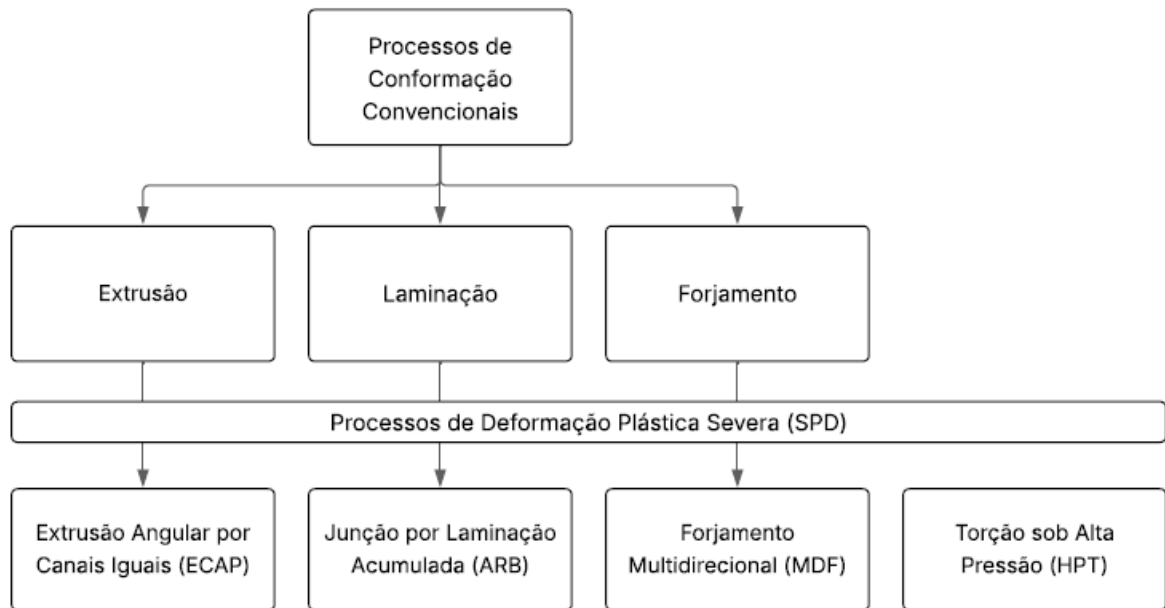 Processos de
Conformação
Convencionais
Extrusão
Laminação
Forjamento
Processos de Deformação Plástica Severa (SPD)
Extrusão Angular por
Canais Iguais (ECAP)
Junção por Laminação
Acumulada (ARB)
Forjamento
Multidirecional (MDF)
Torção sob Alta
Pressão (HPT)